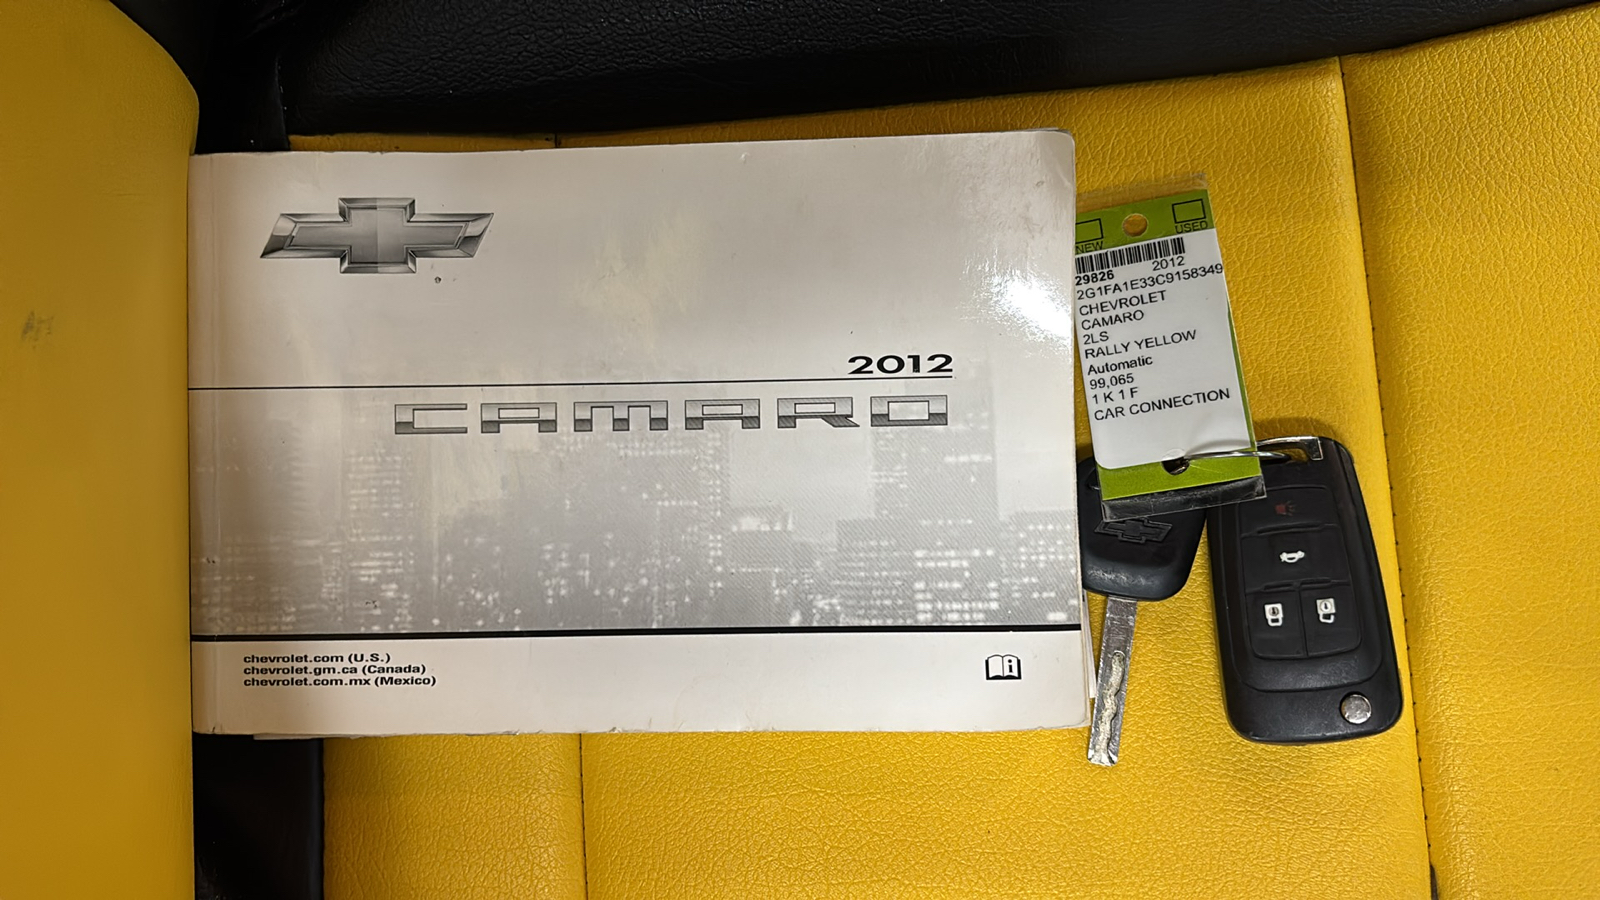 2012
CAMARO
chevrolet.com (U.S.)
chevrolet.gm.ca (Canada)
chevrolet.com.mx (Mexico)
NEW
USED
29826 2012
2G1FA1E33C9158349
CHEVROLET
CAMARO
2LS
RALLY YELLOW
Automatic
99,065
1 K 1 F
CAR CONNECTION